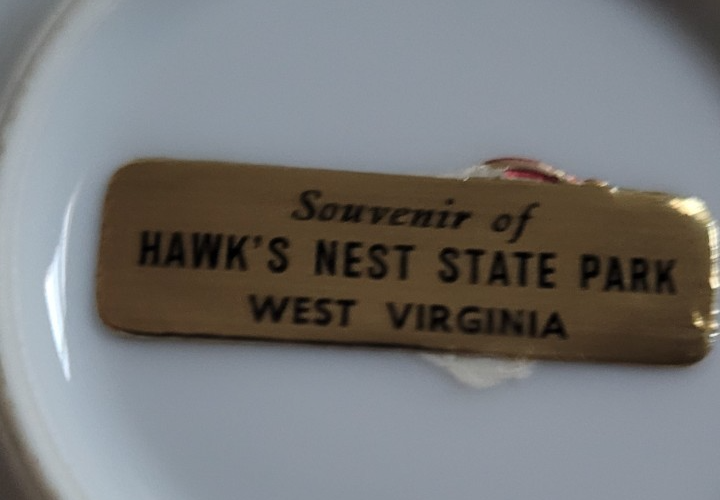 Souvenir of
HAWK'S NEST STATE PARK
WEST VIRGINIA